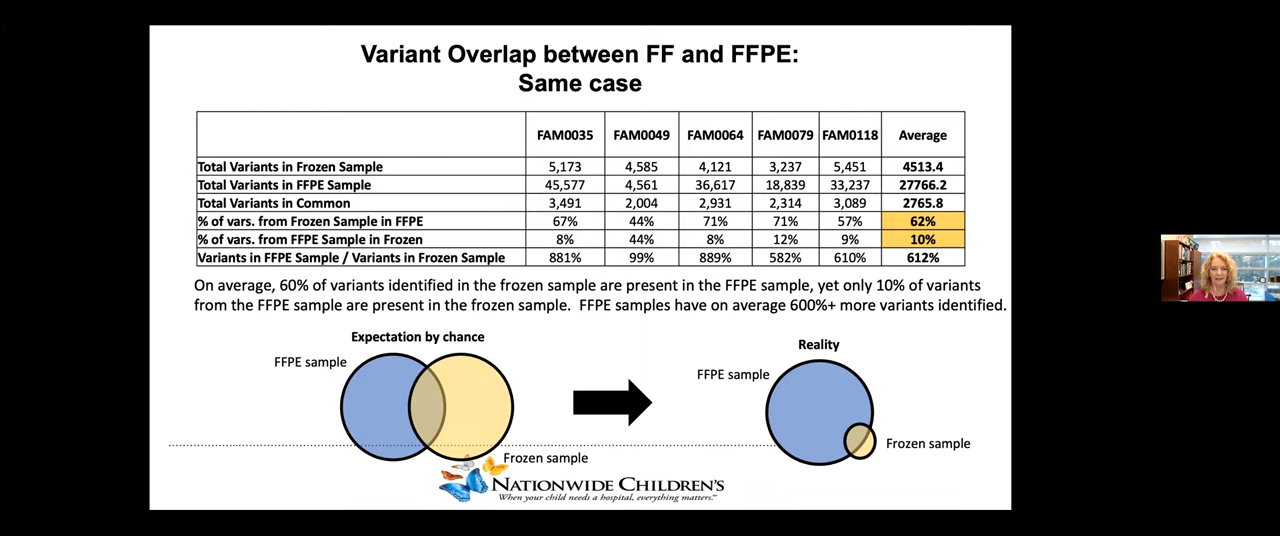 Variant Overlap between FF and FFPE:
Same case
FAM0035 FAM0049 FAM0064 FAM0079 FAM0118 Average
Total Variants in Frozen Sample 5,173 4,585 4,121 3,237 5,451 4513.4
Total Variants in FFPE Sample 45,577 4,561 36,617 18,839 33,237 27766.2
Total Variants in Common 3,491 2,004 2,931 2,314 3,089 2765.8
% of vars. from Frozen Sample in FFPE 67% 44% 71% 71% 57% 62%
% of vars. from FFPE Sample in Frozen 8% 44% 8% 12% 9% 10%
Variants in FFPE Sample / Variants in Frozen Sample 881% 99% 889% 582% 610% 612%
On average, 60% of variants identified in the frozen sample are present in the FFPE sample, yet only 10% of variants
from the FFPE sample are present in the frozen sample. FFPE samples have on average 600%+ more variants identified.
Expectation by chance
FFPE sample
Frozen sample
Reality
FFPE sample
Frozen sample
NATIONWIDE CHILDREN'S
When your child needs a hospital, everything matters.™